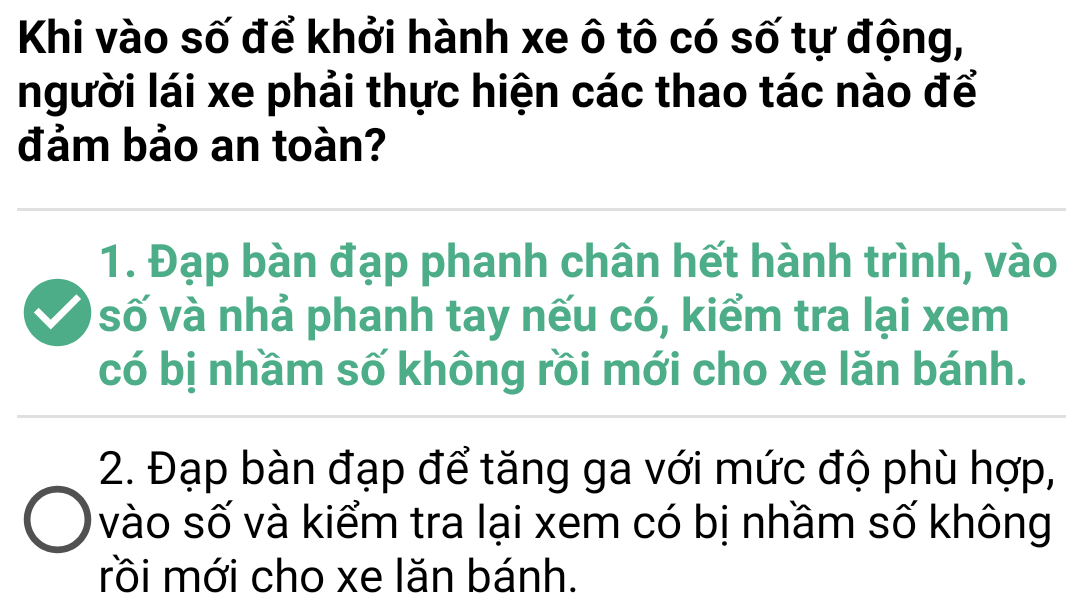 Khi vào số để khởi hành xe ô tô có số tự động,
người lái xe phải thực hiện các thao tác nào để
đảm bảo an toàn?
1. Đạp bàn đạp phanh chân hết hành trình, vào
số và nhả phanh tay nếu có, kiểm tra lại xem
có bị nhầm số không rồi mới cho xe lăn bánh.
2. Đạp bàn đạp để tăng ga với mức độ phù hợp,
vào số và kiểm tra lại xem có bị nhầm số không
rồi mới cho xe lăn bánh.